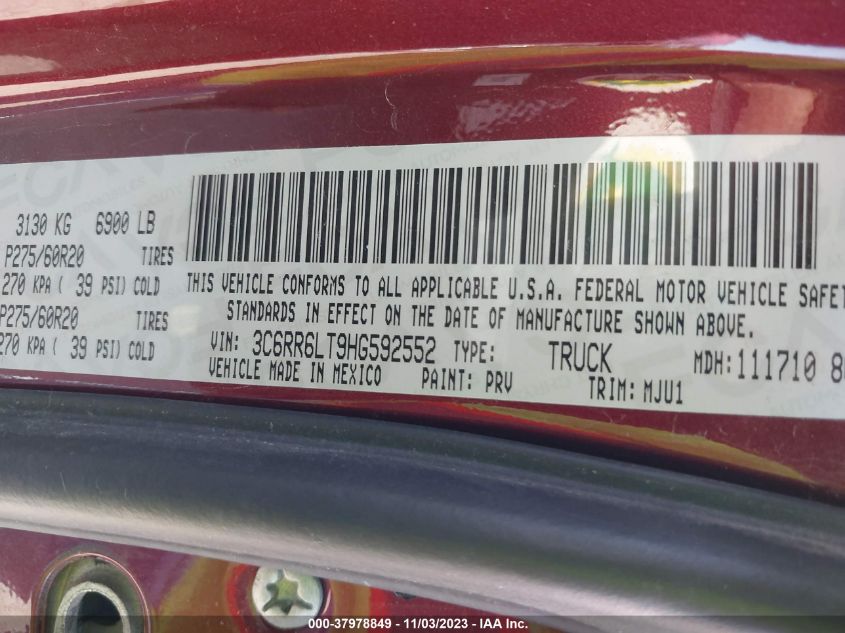 3130 KG 6900 LB
P275/60R20 TIRES
270 KPA ( 39 PSI) COLD
P275/60R20 TIRES
270 KPA ( 39 PSI) COLD
THIS VEHICLE CONFORMS TO ALL APPLICABLE U.S.A. FEDERAL MOTOR VEHICLE SAFET
STANDARDS IN EFFECT ON THE DATE OF MANUFACTURE SHOWN ABOVE.
VIN: 3C6RR6LT9HG592552 TYPE: TRUCK MDH: 111710
VEHICLE MADE IN MEXICO PAINT: PRV TRIM: MJU1
000-37978849 - 11/03/2023 - IAA Inc.